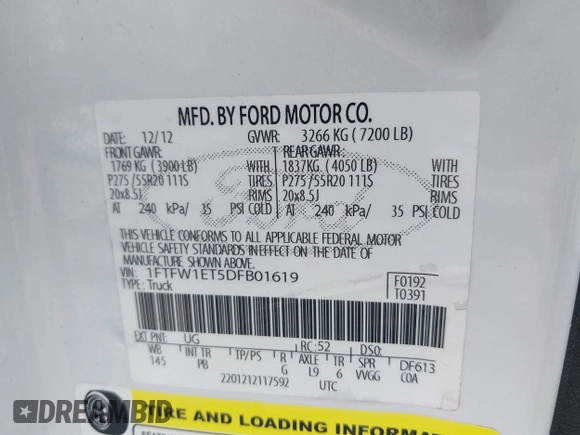 MFD. BY FORD MOTOR CO.
DATE: 12/12 GVWR: 3266 KG (7200 LB)
FRONT GAWR: REAR GAWR:
1769 KG (3900 LB) WITH 1837KG. (4050 LB) WITH
P275 /55R20 111S TIRES P275 /55R20 111S TIRES
20x8.5J RIMS 20x8.5J RIMS
AT 240 kPa/ 35 PSI COLD AT 240 kPa/ 35 PSI COLD
THIS VEHICLE CONFORMS TO ALL APPLICABLE FEDERAL MOTOR
VEHICLE SAFETY STANDARDS IN EFFECT ON THE DATE OF
MANUFACTURE SHOWN ABOVE.
VIN: 1FTFW1ET5DFB01619 F0192
TYPE: Truck T0391
EXT PNT: UG RC: 52 DSO:
WB INT TR TP/PS R AXLE TR SPR DF613
145 PB G L9 6 VVGG COA
2201212117592 UTC
TIRE AND LOADING INFORMA
DREAMBID